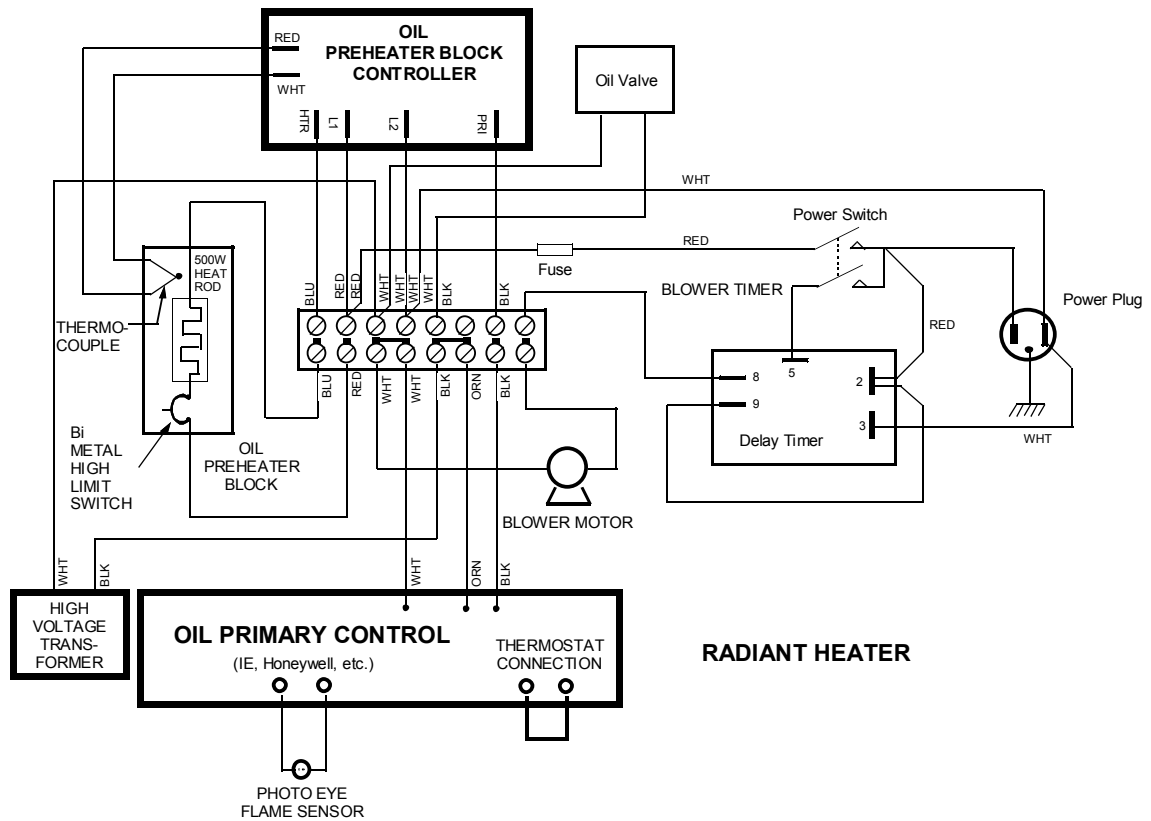 OIL
PREHEATER BLOCK
CONTROLLER
RED
WHT
HTR
L1
L2
PRI
Oil Valve
WHT
Power Switch
RED
Fuse
BLOWER TIMER
Power Plug
RED
500W
HEAT
ROD
THERMO-
COUPLE
BLU
RED
RED
WHT
WHT
WHT
WHT
BLK
BLK
BLU
RED
WHT
WHT
BLK
ORN
BLK
5
8
2
9
3
Delay Timer
WHT
Bi
METAL
HIGH
LIMIT
SWITCH
OIL
PREHEATER
BLOCK
BLOWER MOTOR
WHT
BLK
WHT
ORN
BLK
HIGH
VOLTAGE
TRANS-
FORMER
OIL PRIMARY CONTROL
(IE, Honeywell, etc.)
THERMOSTAT
CONNECTION
RADIANT HEATER
PHOTO EYE
FLAME SENSOR